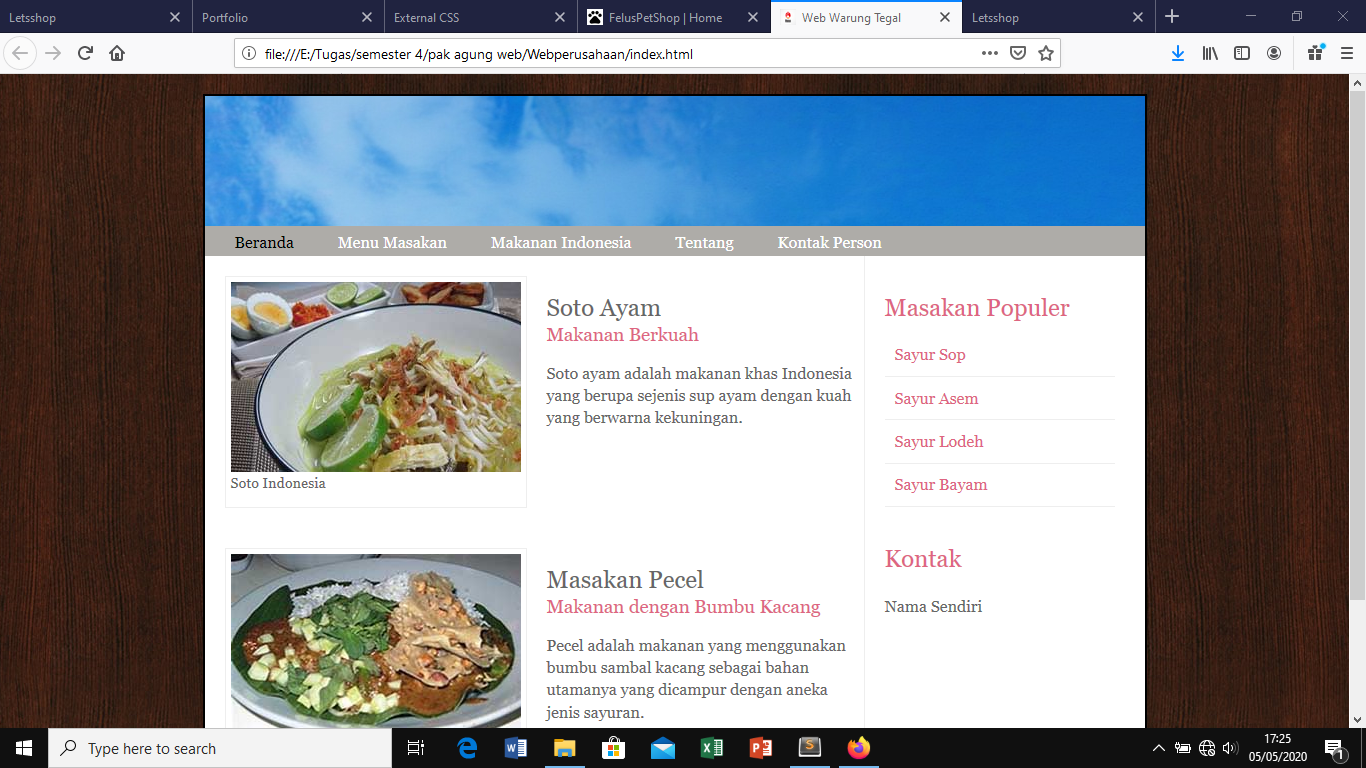 Letsshop
Portfolio
External CSS
FelusPetShop | Home
Web Warung Tegal
Letsshop
file:///E:/Tugas/semester 4/pak agung web/Webperusahaan/index.html
Beranda
Menu Masakan
Makanan Indonesia
Tentang
Kontak Person
Soto Indonesia
Soto Ayam
Makanan Berkuah
Soto ayam adalah makanan khas Indonesia
yang berupa sejenis sup ayam dengan kuah
yang berwarna kekuningan.
Masakan Pecel
Makanan dengan Bumbu Kacang
Pecel adalah makanan yang menggunakan
bumbu sambal kacang sebagai bahan
utamanya yang dicampur dengan aneka
jenis sayuran.
Masakan Populer
Sayur Sop
Sayur Asem
Sayur Lodeh
Sayur Bayam
Kontak
Nama Sendiri
Type here to search
17:25
05/05/2020
1